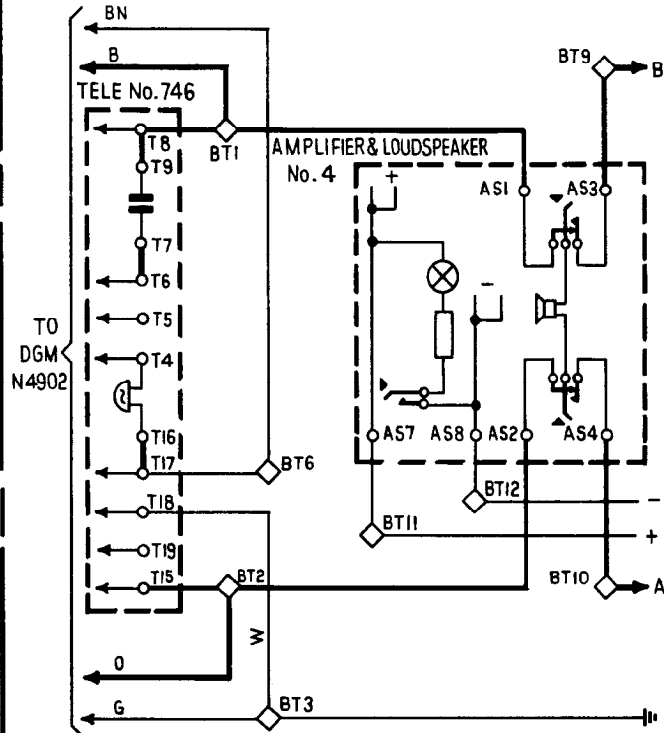 BN
B
BT9
B
TELE No.746
T8
BT1
AMPLIFIER & LOUDSPEAKER
No. 4
T9
+
AS1
AS3
T7
T6
−
T5
TO
DGM
N4902
T4
T16
AS7
AS8
AS2
AS4
T17
BT6
BT12
−
T18
BT11
+
T19
T15
BT2
BT10
A
W
O
G
BT3